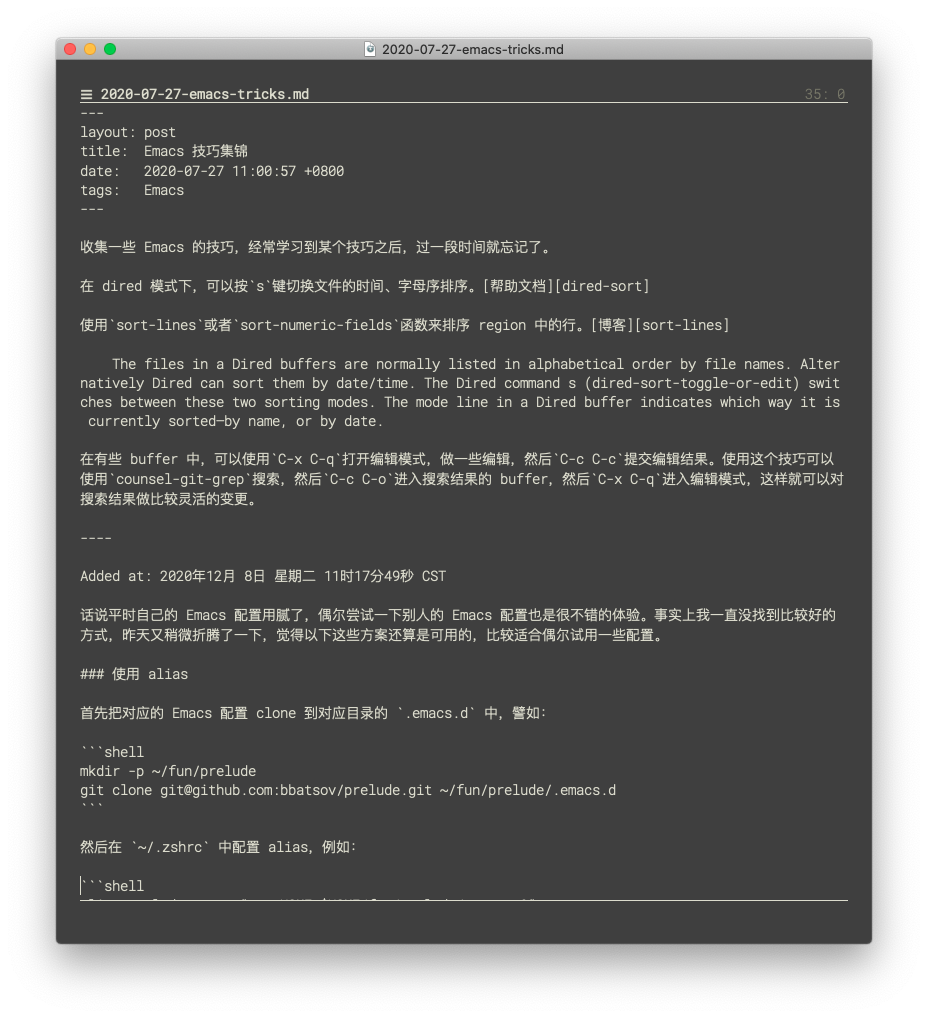 2020-07-27-emacs-tricks.md
☰ 2020-07-27-emacs-tricks.md 35: 0
---
layout: post
title:  Emacs 技巧集锦
date:   2020-07-27 11:00:57 +0800
tags:   Emacs
---
收集一些 Emacs 的技巧，经常学习到某个技巧之后，过一段时间就忘记了。
在 dired 模式下，可以按`s`键切换文件的时间、字母序排序。[帮助文档][dired-sort]
使用`sort-lines`或者`sort-numeric-fields`函数来排序 region 中的行。[博客][sort-lines]
    The files in a Dired buffers are normally listed in alphabetical order by file names. Alter
natively Dired can sort them by date/time. The Dired command s (dired-sort-toggle-or-edit) swit
ches between these two sorting modes. The mode line in a Dired buffer indicates which way it is
 currently sorted—by name, or by date.
在有些 buffer 中，可以使用`C-x C-q`打开编辑模式，做一些编辑，然后`C-c C-c`提交编辑结果。使用这个技巧可以
使用`counsel-git-grep`搜索，然后`C-c C-o`进入搜索结果的 buffer，然后`C-x C-q`进入编辑模式，这样就可以对
搜索结果做比较灵活的变更。
----
Added at: 2020年12月 8日 星期二 11时17分49秒 CST
话说平时自己的 Emacs 配置用腻了，偶尔尝试一下别人的 Emacs 配置也是很不错的体验。事实上我一直没找到比较好的
方式，昨天又稍微折腾了一下，觉得以下这些方案还算是可用的，比较适合偶尔试用一些配置。
### 使用 alias
首先把对应的 Emacs 配置 clone 到对应目录的 `.emacs.d` 中，譬如：
```shell
mkdir -p ~/fun/prelude
git clone git@github.com:bbatsov/prelude.git ~/fun/prelude/.emacs.d
```
然后在 `~/.zshrc` 中配置 alias，例如：
```shell